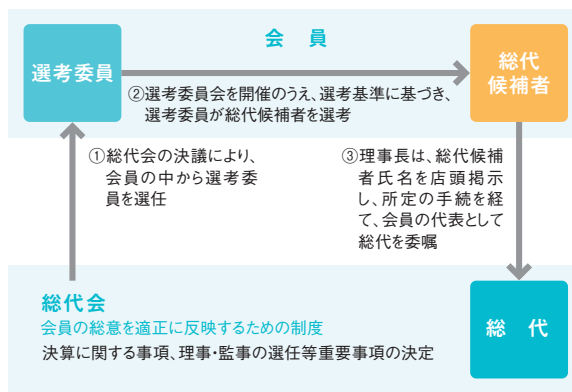 会 員
選考委員
総代
候補者
②選考委員会を開催のうえ、選考基準に基づき、
選考委員が総代候補者を選考
①総代会の決議により、
会員の中から選考委
員を選任
③理事長は、総代候補
者氏名を店頭掲示
し、所定の手続を経
て、会員の代表として
総代を委嘱
総代会
会員の総意を適正に反映するための制度
決算に関する事項、理事・監事の選任等重要事項の決定
総 代